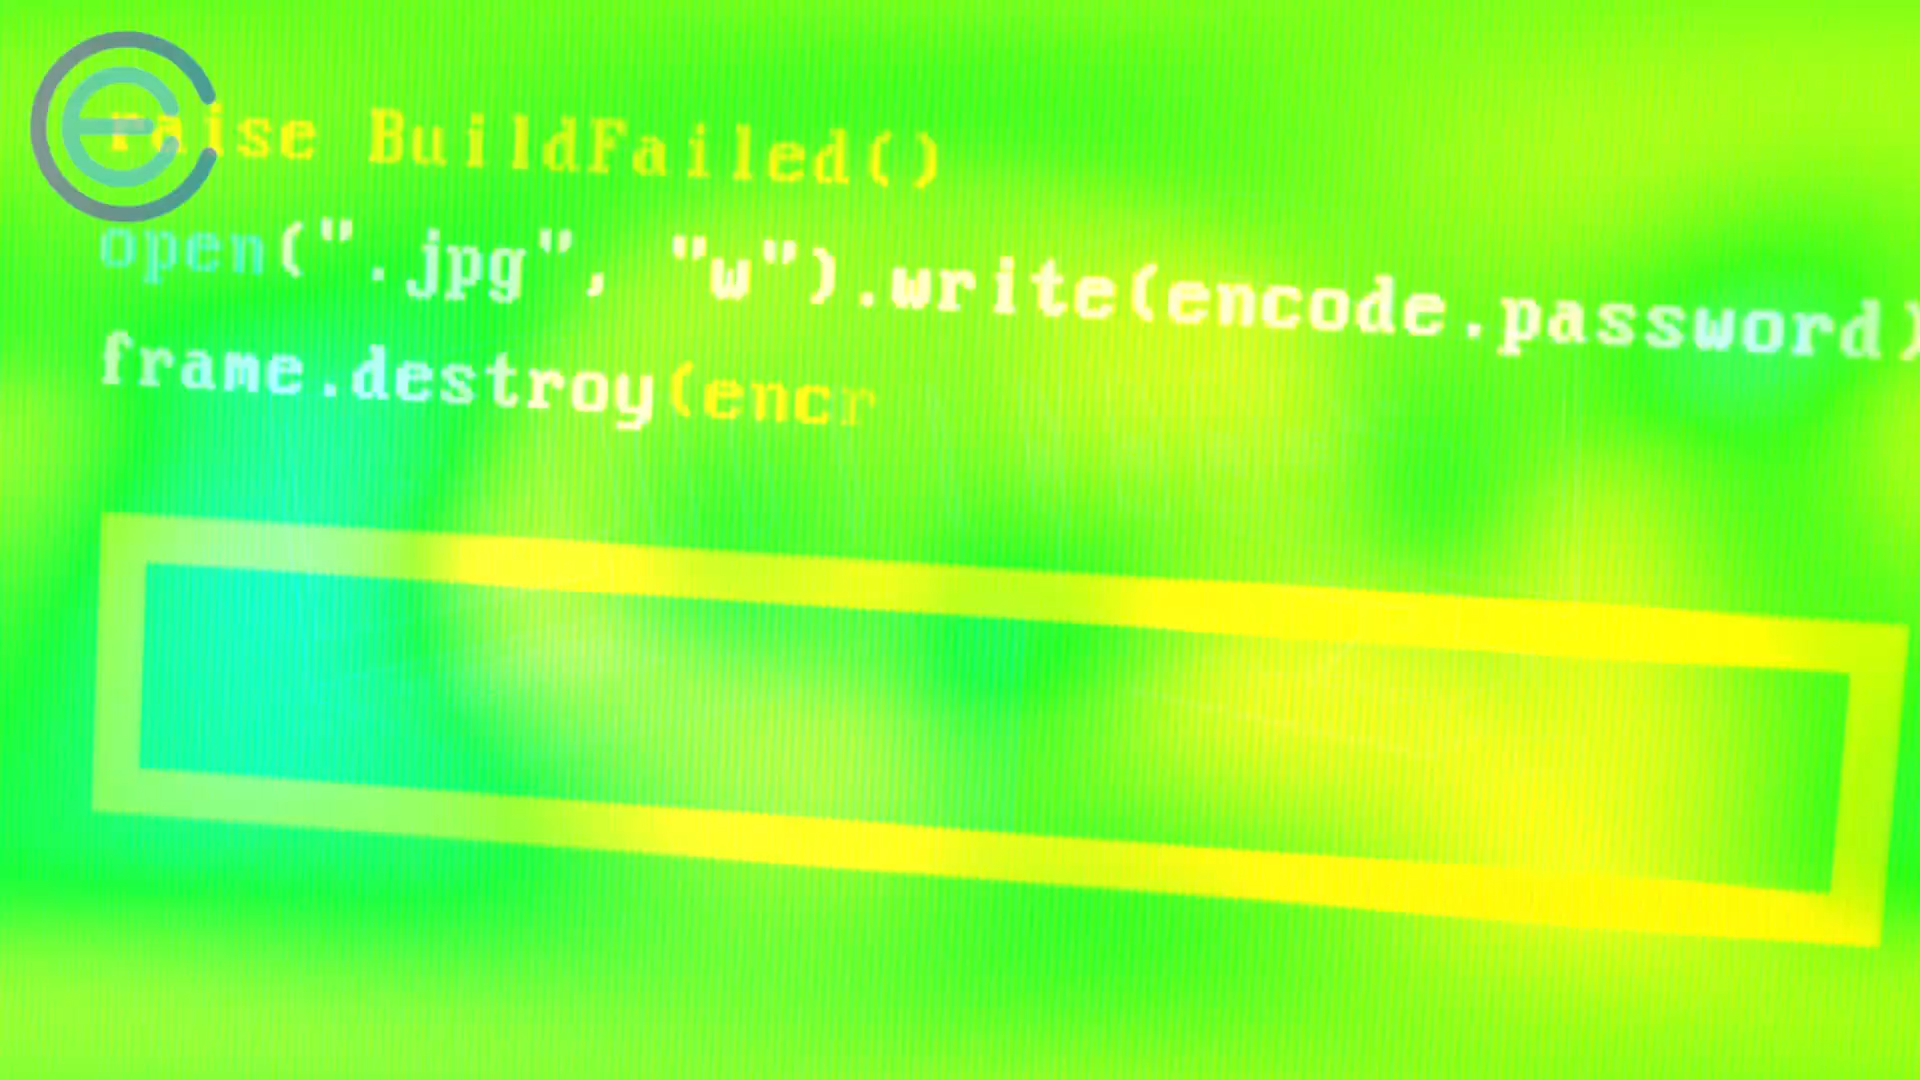 raise BuildFailed()
open(".jpg", "w").write(encode.password)
frame.destroy(encr